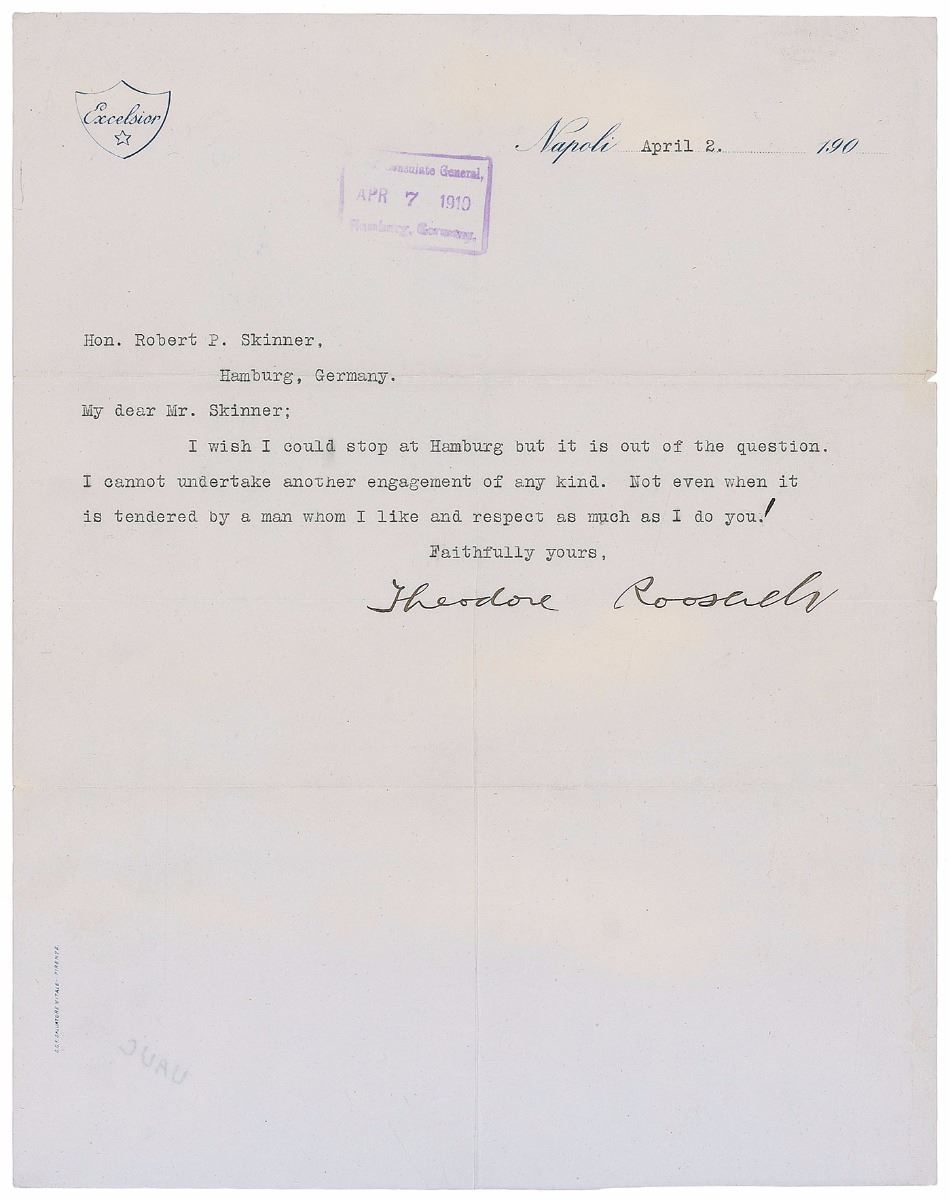 Excelsior
Napoli April 2. 190
Consulate General,
APR 7 1910
Hamburg, Germany.
Hon. Robert P. Skinner,
Hamburg, Germany.
My dear Mr. Skinner;
I wish I could stop at Hamburg but it is out of the question.
I cannot undertake another engagement of any kind. Not even when it
is tendered by a man whom I like and respect as much as I do you!
Faithfully yours,
Theodore Roosevelt